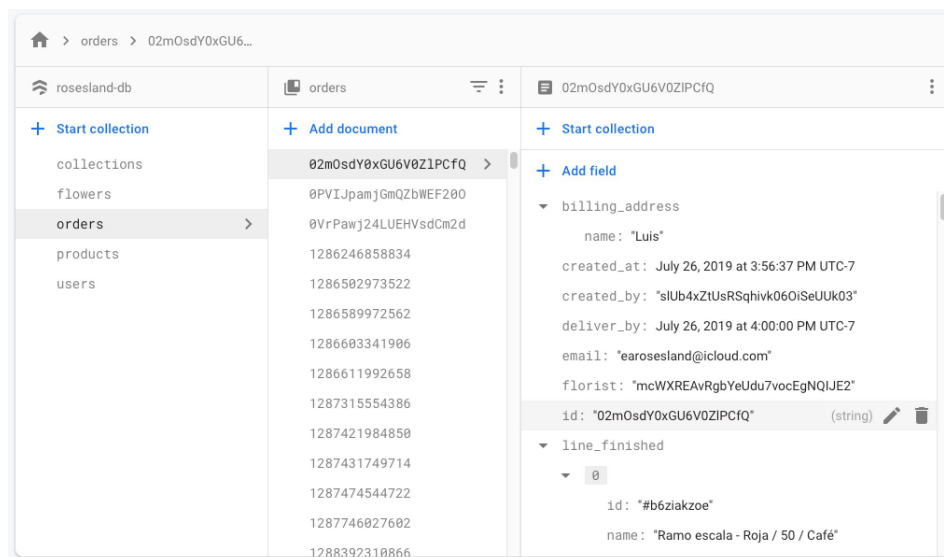 orders
02mOsdY0xGU6…
rosesland-db
Start collection
collections
flowers
orders
products
users
orders
Add document
02mOsdY0xGU6V0ZlPCfQ
0PVIJpamjGmQZbWEF20O
0VrPawj24LUEHVsdCm2d
1286246858834
1286502973522
1286589972562
1286603341906
1286611992658
1287315554386
1287421984850
1287431749714
1287474544722
1287746027602
1288392310866
02mOsdY0xGU6V0ZlPCfQ
Start collection
Add field
billing_address
name: "Luis"
created_at: July 26, 2019 at 3:56:37 PM UTC-7
created_by: "slUb4xZtUsRSqhivk06OiSeUUk03"
deliver_by: July 26, 2019 at 4:00:00 PM UTC-7
email: "earosesland@icloud.com"
florist: "mcWXREAvRgbYeUdu7vocEgNQIJE2"
id: "02mOsdY0xGU6V0ZlPCfQ" (string)
line_finished
0
id: "#b6ziakzoe"
name: "Ramo escala - Roja / 50 / Café"